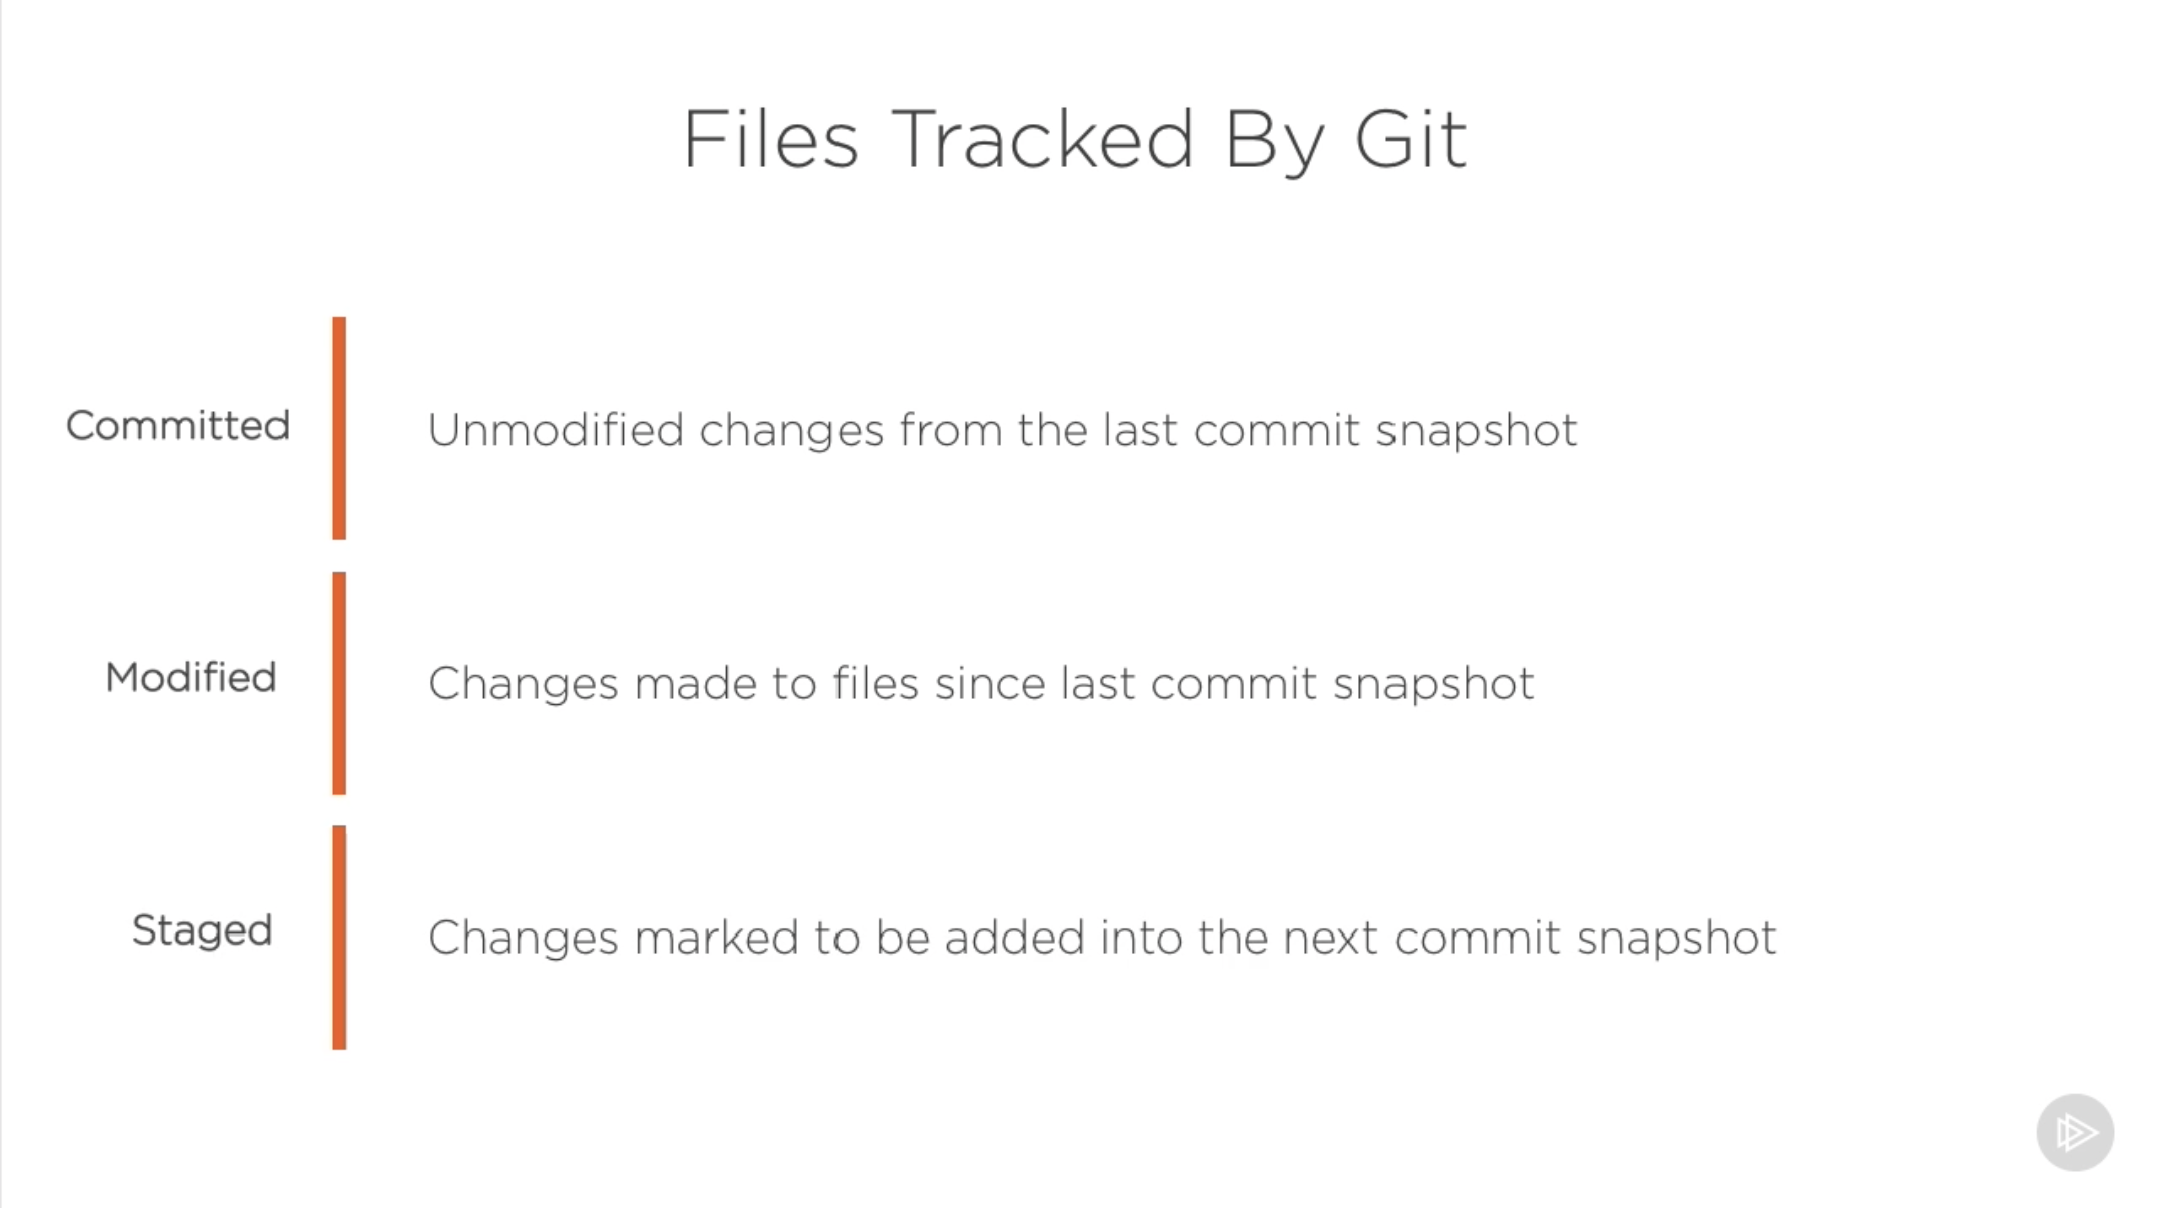 Files Tracked By Git
Committed
Unmodified changes from the last commit snapshot
Modified
Changes made to files since last commit snapshot
Staged
Changes marked to be added into the next commit snapshot